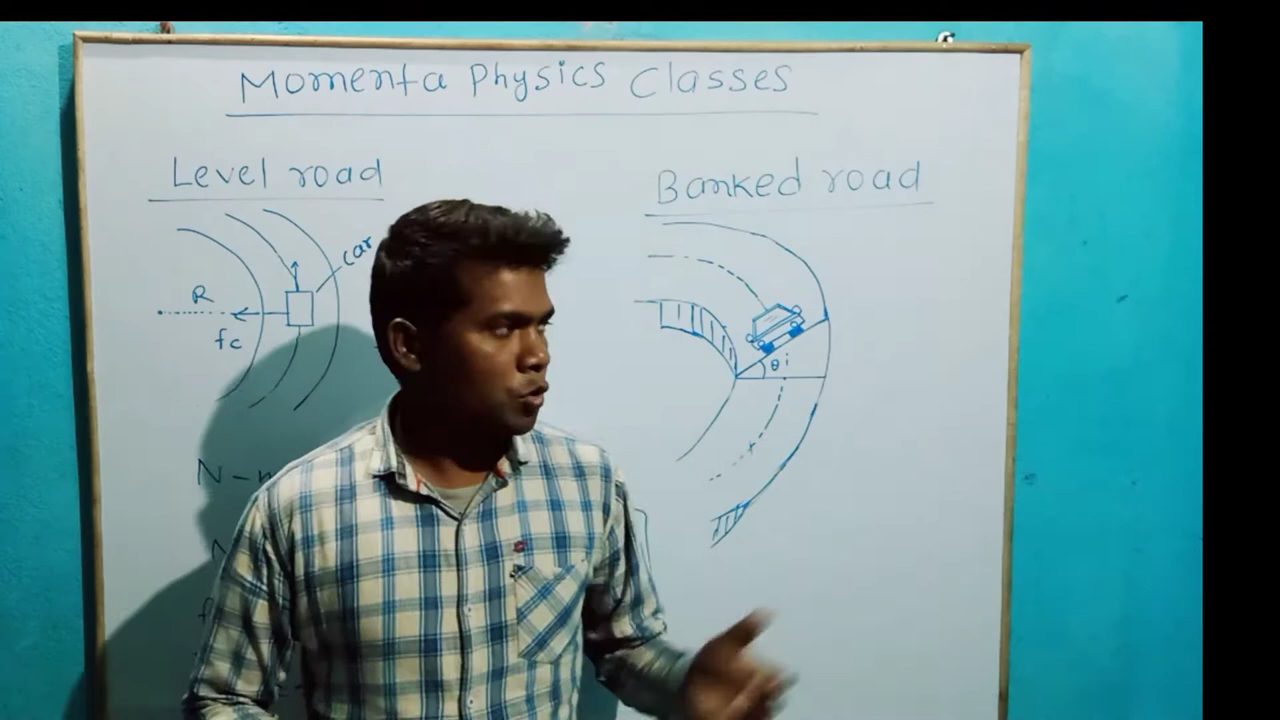 Momenta Physics Classes
Level road
Banked road
car
R
fc
θ
N-